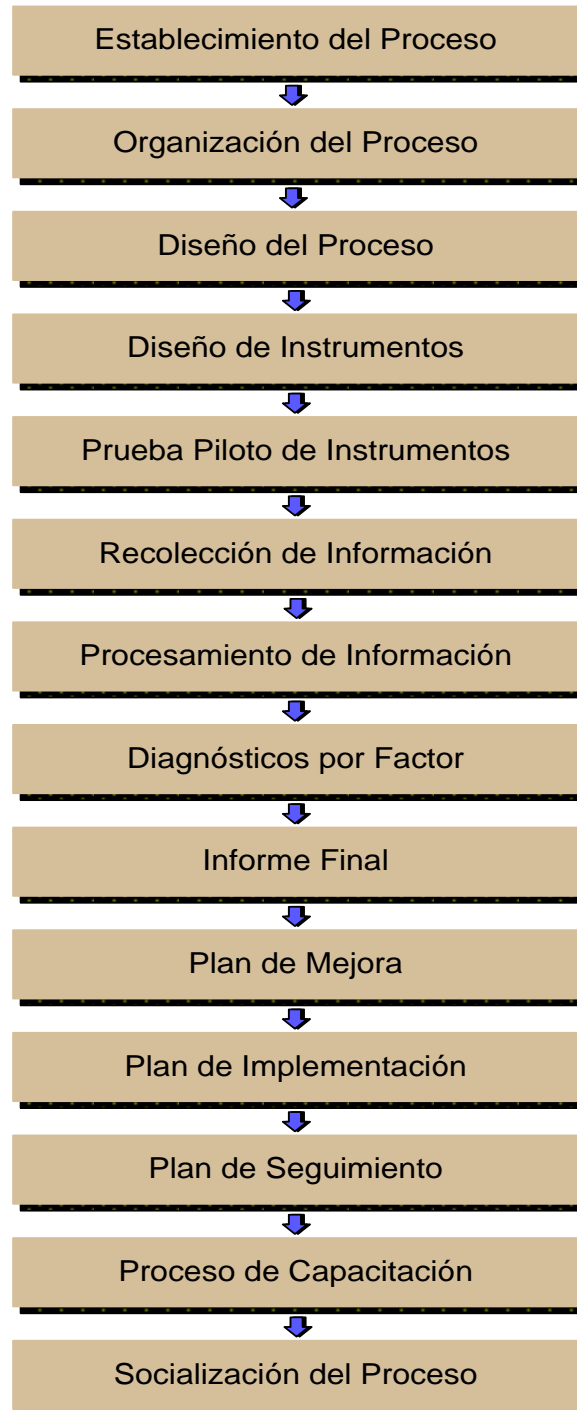 Establecimiento del Proceso
Organización del Proceso
Diseño del Proceso
Diseño de Instrumentos
Prueba Piloto de Instrumentos
Recolección de Información
Procesamiento de Información
Diagnósticos por Factor
Informe Final
Plan de Mejora
Plan de Implementación
Plan de Seguimiento
Proceso de Capacitación
Socialización del Proceso